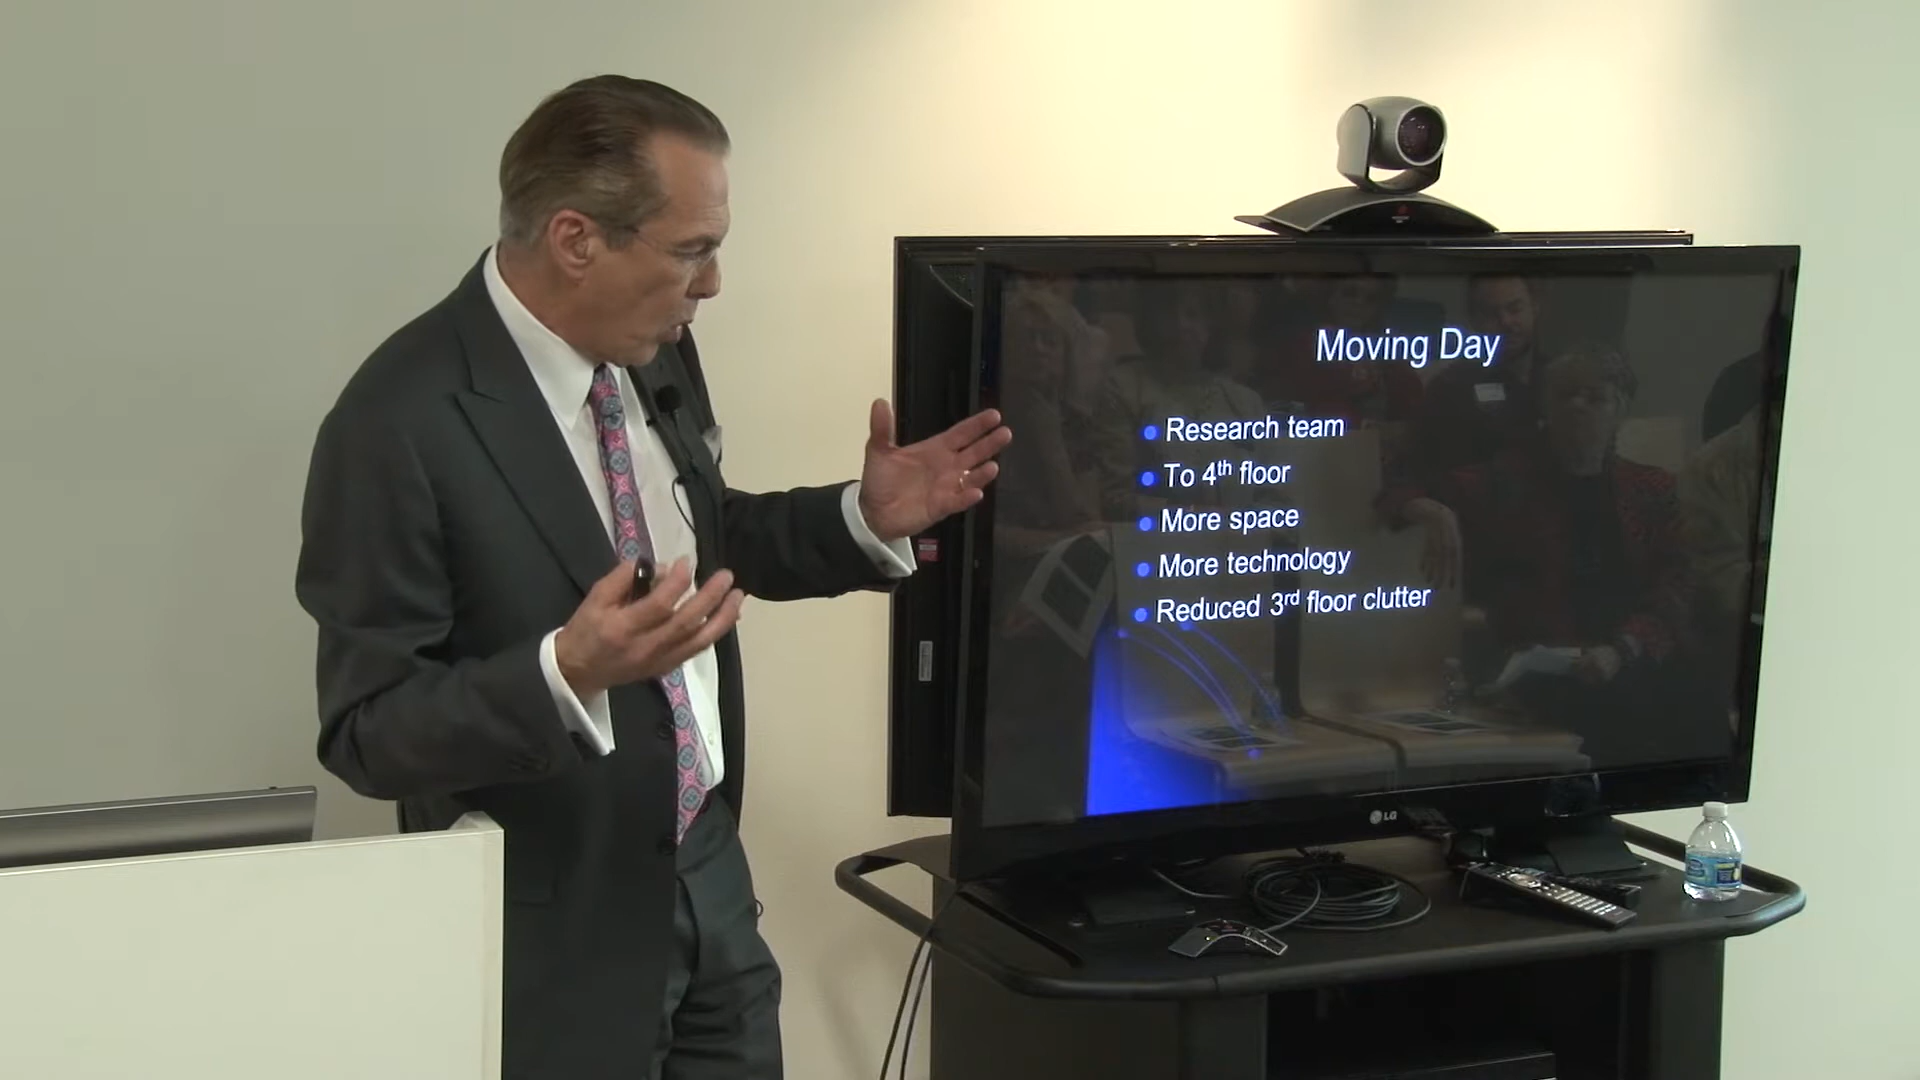 Moving Day
Research team
To 4th floor
More space
More technology
Reduced 3rd floor clutter
LG